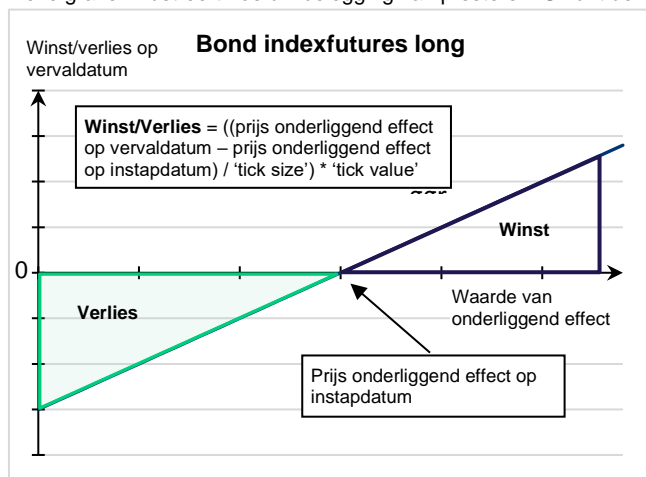 Bond indexfutures long
Winst/verlies op
vervaldatum
Winst/Verlies = ((prijs onderliggend effect
op vervaldatum – prijs onderliggend effect
op instapdatum) / ‘tick size’) * ‘tick value’
Winst
0
Verlies
Waarde van
onderliggend effect
Prijs onderliggend effect op
instapdatum